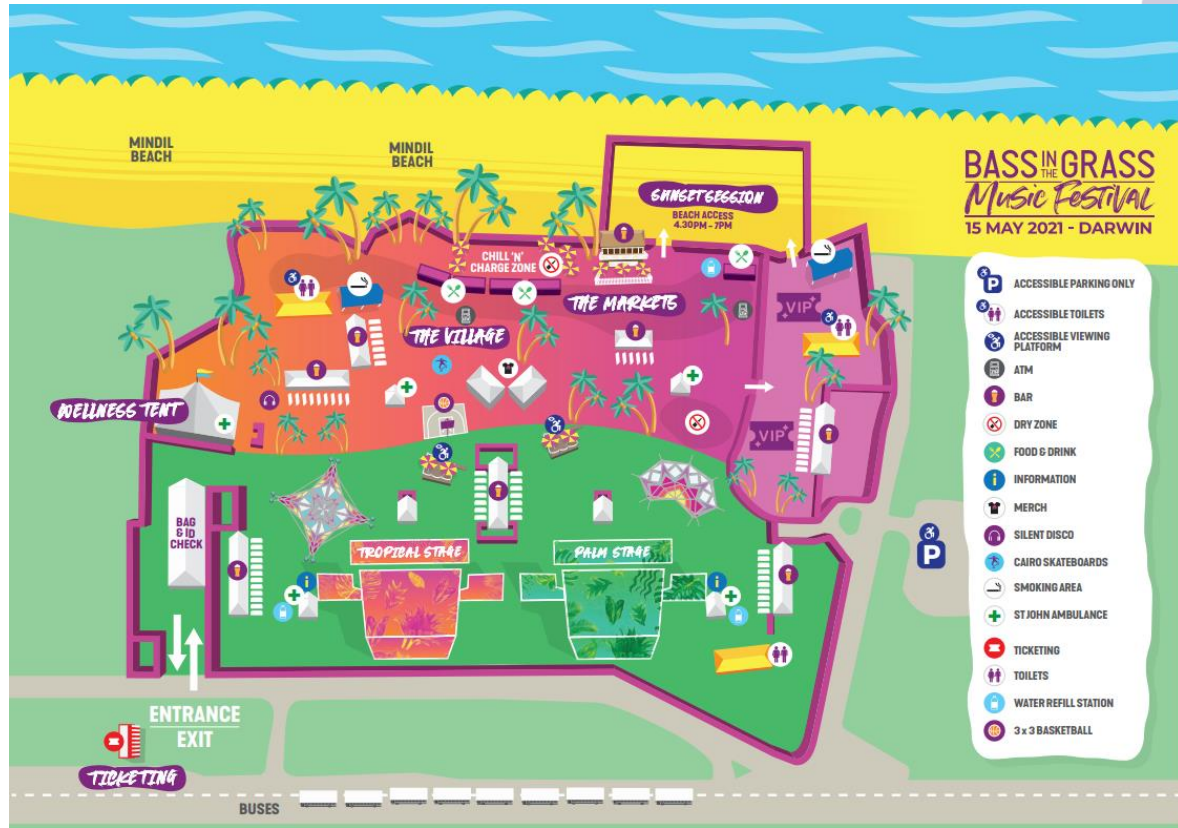 MINDIL
BEACH
MINDIL
BEACH
SUNSET SESSION
BEACH ACCESS
4.30PM - 7PM
CHILL 'N'
CHARGE ZONE
THE MARKETS
THE VILLAGE
WELLNESS TENT
VIP
VIP
BAG
& ID
CHECK
TROPICAL STAGE
PALM STAGE
P
ENTRANCE
EXIT
TICKETING
BUSES
BASS IN THE GRASS
Music Festival
15 MAY 2021 - DARWIN
P ACCESSIBLE PARKING ONLY
ACCESSIBLE TOILETS
ACCESSIBLE VIEWING
PLATFORM
ATM
BAR
DRY ZONE
FOOD & DRINK
i INFORMATION
MERCH
SILENT DISCO
CAIRO SKATEBOARDS
SMOKING AREA
ST JOHN AMBULANCE
TICKETING
TOILETS
WATER REFILL STATION
3 x 3 BASKETBALL